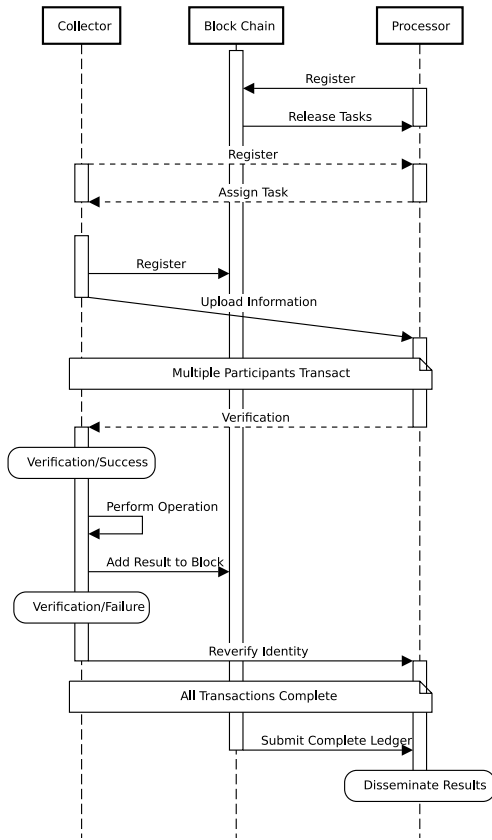 Collector
Block Chain
Processor
Register
Release Tasks
Register
Assign Task
Register
Upload Information
Multiple Participants Transact
Verification
Verification/Success
Perform Operation
Add Result to Block
Verification/Failure
Reverify Identity
All Transactions Complete
Submit Complete Ledger
Disseminate Results